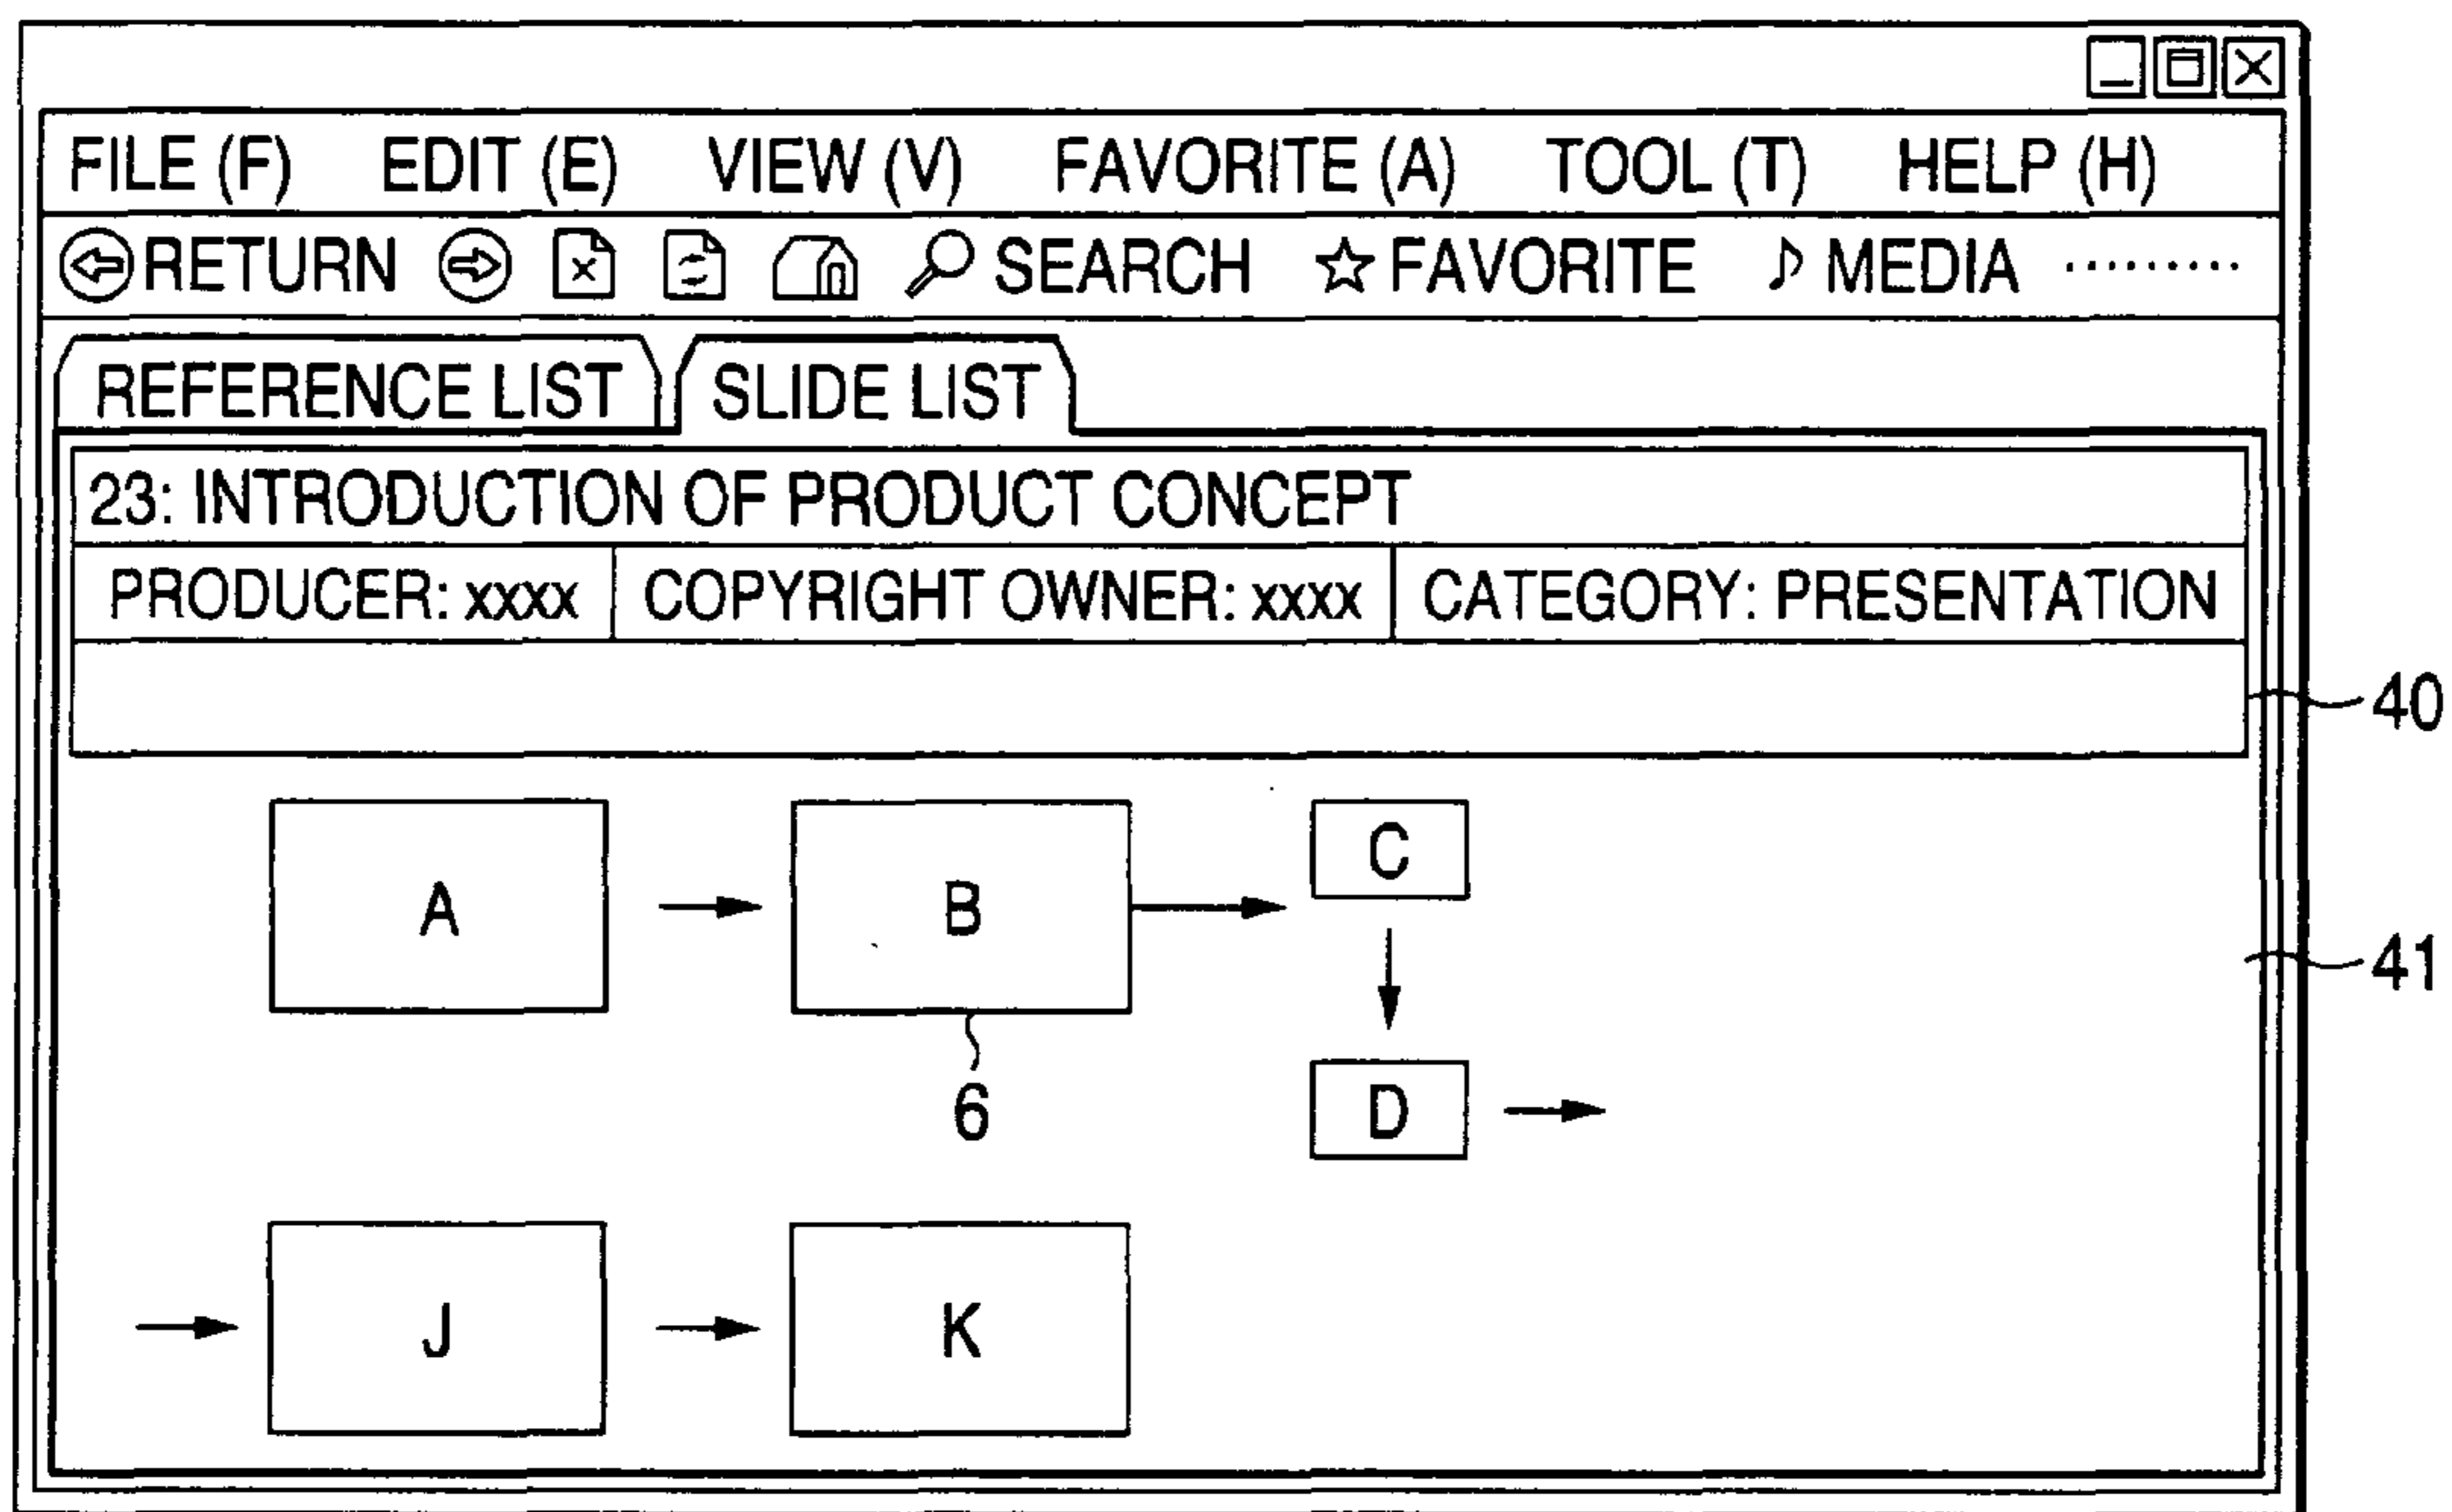 FILE (F) EDIT (E) VIEW (V) FAVORITE (A) TOOL (T) HELP (H)
RETURN SEARCH FAVORITE MEDIA .........
REFERENCE LIST SLIDE LIST
23: INTRODUCTION OF PRODUCT CONCEPT
PRODUCER: xxxx COPYRIGHT OWNER: xxxx CATEGORY: PRESENTATION
40
A B C
41
6 D
J K